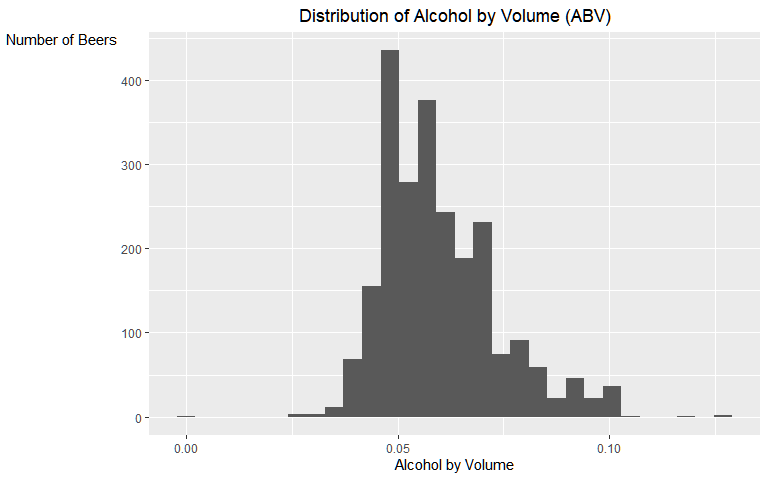 Distribution of Alcohol by Volume (ABV)
Number of Beers
400
300
200
100
0
0.00
0.05
0.10
Alcohol by Volume